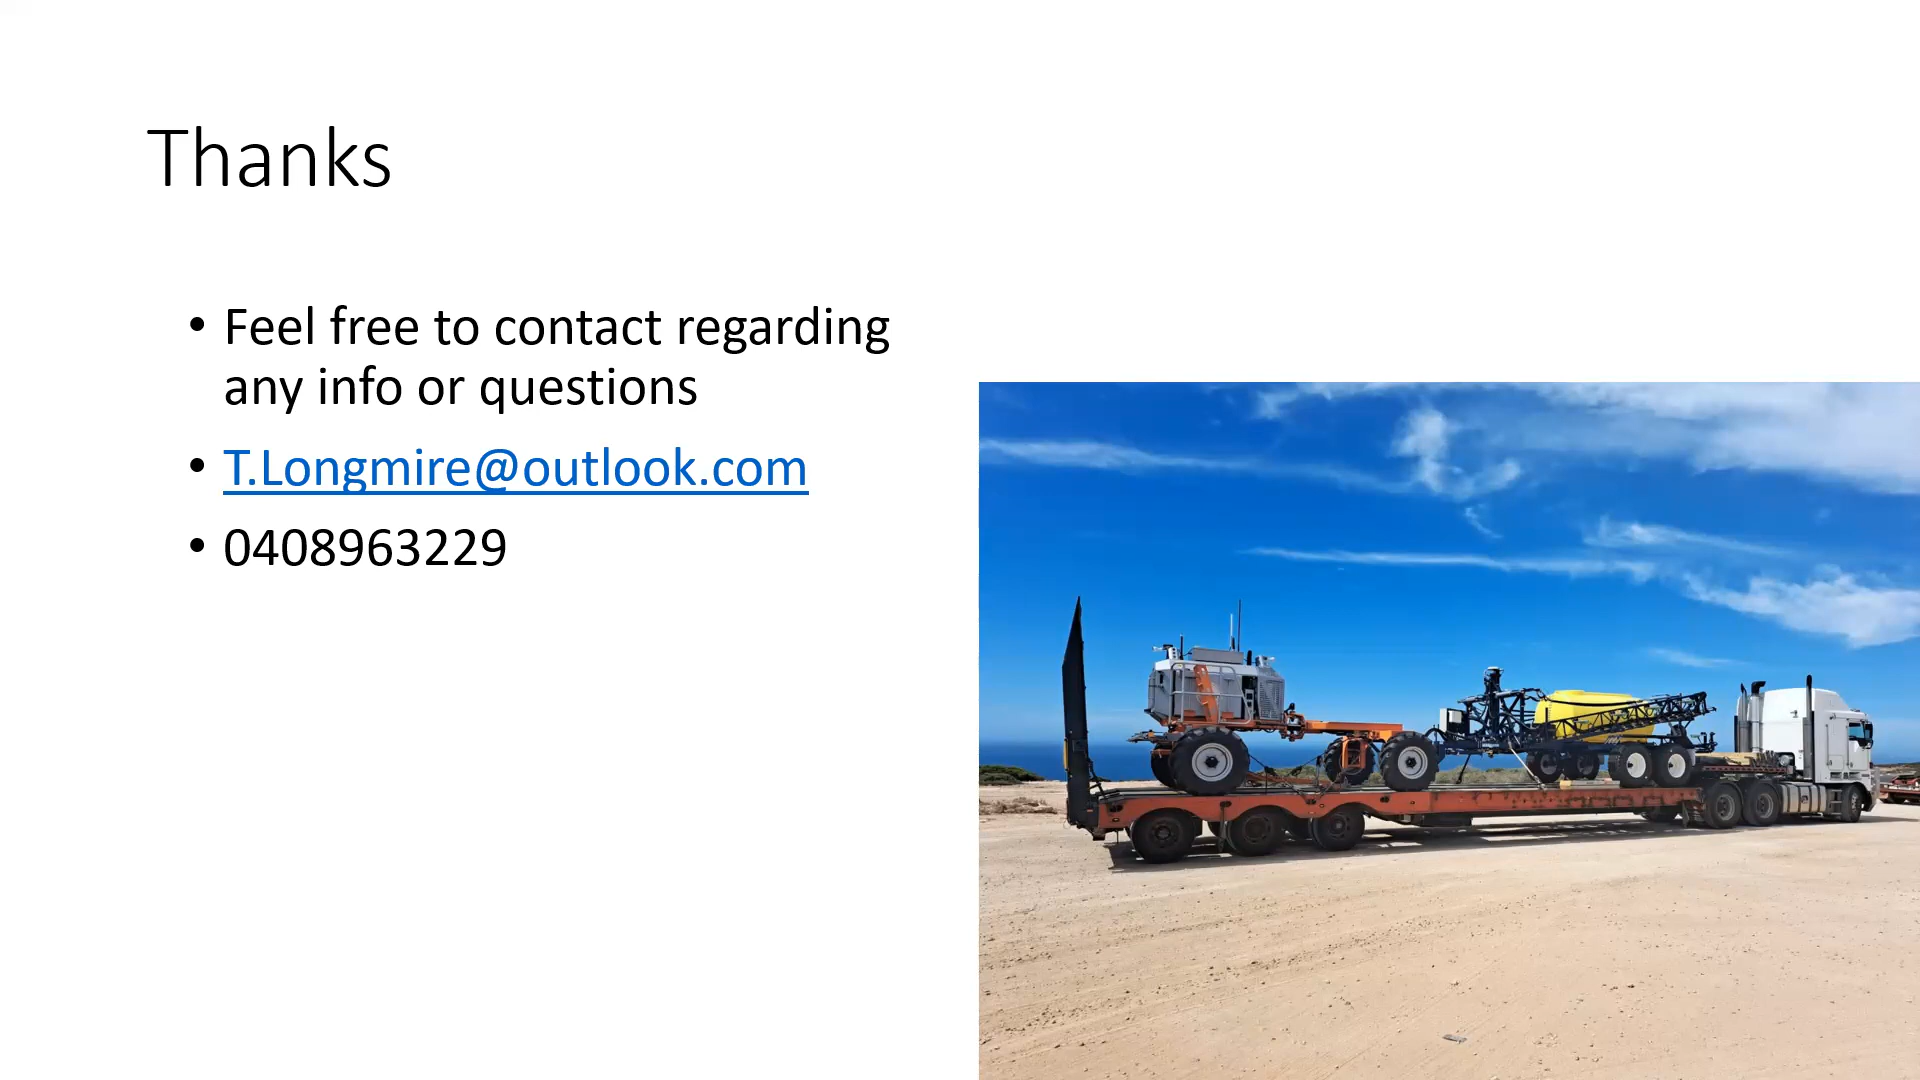 Thanks
• Feel free to contact regarding
any info or questions
• T.Longmire@outlook.com
• 0408963229